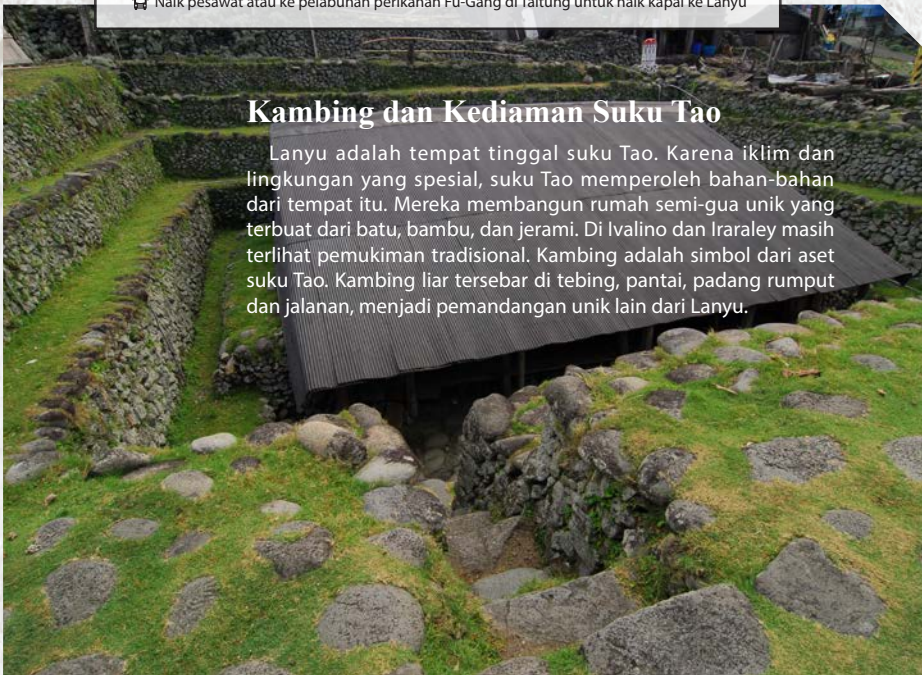 Naik pesawat atau ke pelabuhan perikanan Fu-Gang di Taitung untuk naik kapal ke Lanyu
Kambing dan Kediaman Suku Tao
Lanyu adalah tempat tinggal suku Tao. Karena iklim dan
lingkungan yang spesial, suku Tao memperoleh bahan-bahan
dari tempat itu. Mereka membangun rumah semi-gua unik yang
terbuat dari batu, bambu, dan jerami. Di Ivalino dan Iraraley masih
terlihat pemukiman tradisional. Kambing adalah simbol dari aset
suku Tao. Kambing liar tersebar di tebing, pantai, padang rumput
dan jalanan, menjadi pemandangan unik lain dari Lanyu.